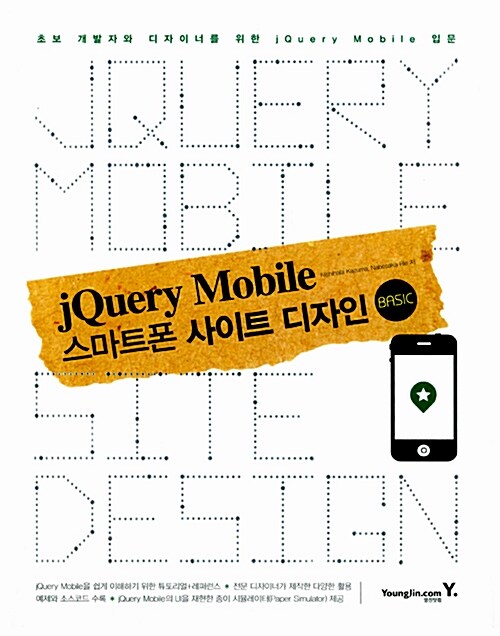 초보 개발자와 디자이너를 위한 jQuery Mobile 입문
JQUERY
MOBILE
jQuery Mobile
스마트폰 사이트 디자인 BASIC
SITE
DESIGN
jQuery Mobile을 쉽게 이해하기 위한 튜토리얼+레퍼런스 ● 전문 디자이너가 제작한 다양한 활용
예제와 소스코드 수록 ● jQuery Mobile의 UI을 재현한 종이 시뮬레이터(Paper Simulator) 제공
Youngjin.com Y.
영진닷컴